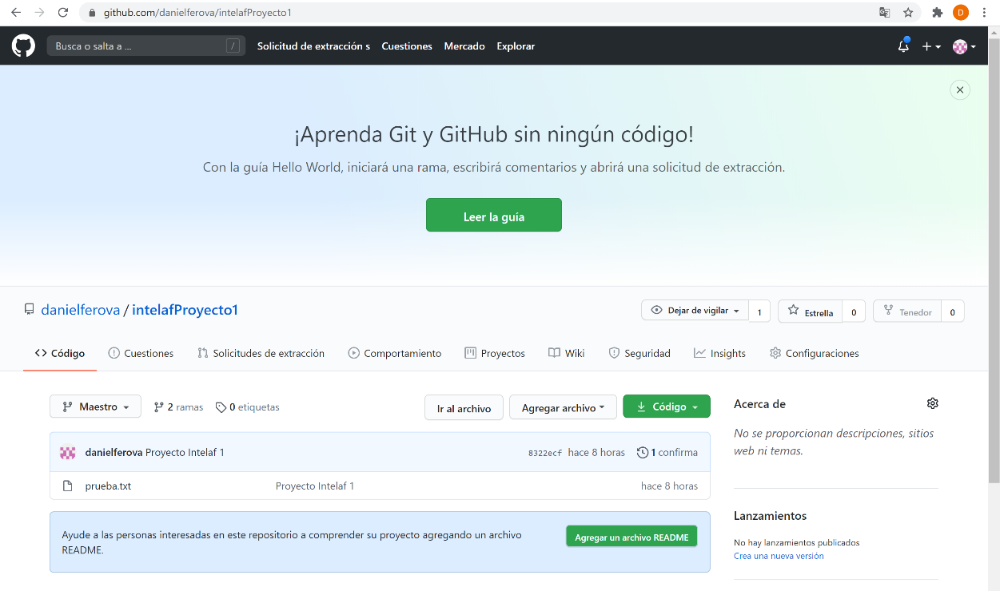 github.com/danielferova/intelafProyecto1
D
Busca o salta a ...
/
Solicitud de extracción s Cuestiones Mercado Explorar
¡Aprenda Git y GitHub sin ningún código!
Con la guía Hello World, iniciará una rama, escribirá comentarios y abrirá una solicitud de extracción.
Leer la guía
danielferova / intelafProyecto1
Dejar de vigilar 1 Estrella 0 Tenedor 0
<> Código Cuestiones Solicitudes de extracción Comportamiento Proyectos Wiki Seguridad Insights Configuraciones
Maestro 2 ramas 0 etiquetas Ir al archivo Agregar archivo Código
danielferova Proyecto Intelaf 1 8322ecf hace 8 horas 1 confirma
prueba.txt Proyecto Intelaf 1 hace 8 horas
Ayude a las personas interesadas en este repositorio a comprender su proyecto agregando un archivo
README.
Agregar un archivo README
Acerca de
No se proporcionan descripciones, sitios
web ni temas.
Lanzamientos
No hay lanzamientos publicados
Crea una nueva versión